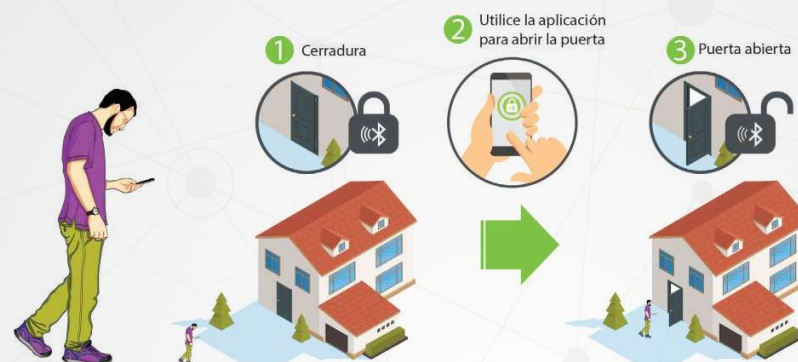 1 Cerradura
2 Utilice la aplicación
para abrir la puerta
3 Puerta abierta